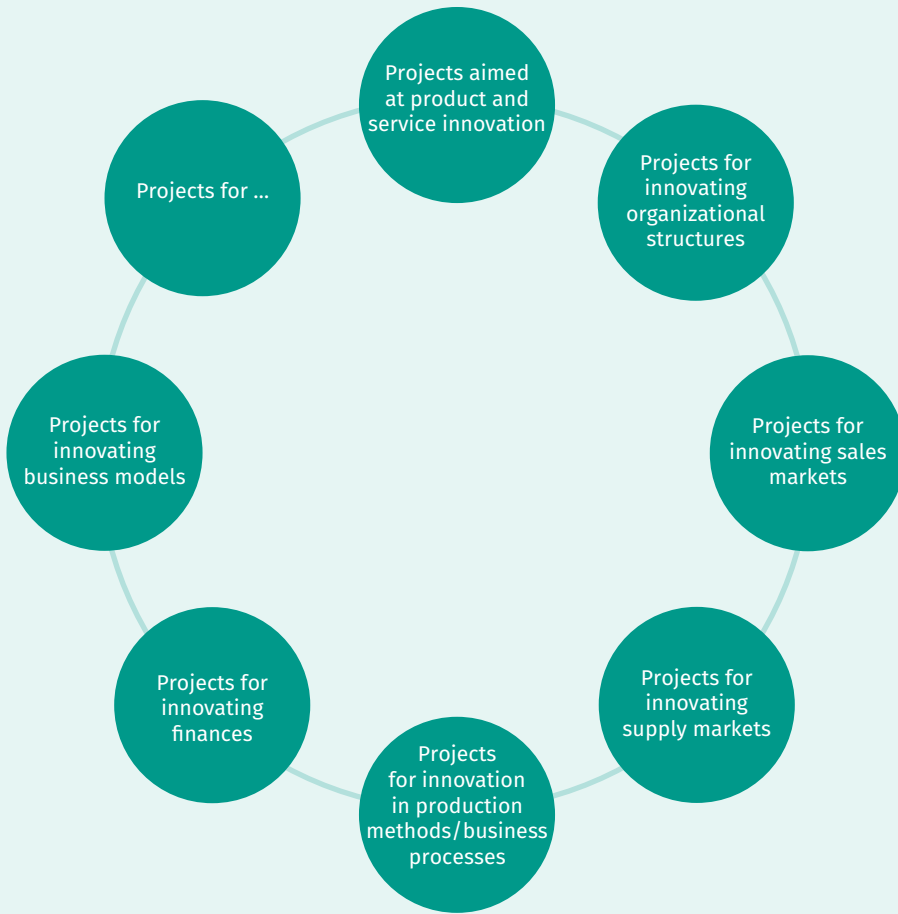 Projects aimed
at product and
service innovation
Projects for
innovating
organizational
structures
Projects for
innovating sales
markets
Projects for
innovating
supply markets
Projects
for innovation
in production
methods/business
processes
Projects for
innovating
finances
Projects for
innovating
business models
Projects for ...